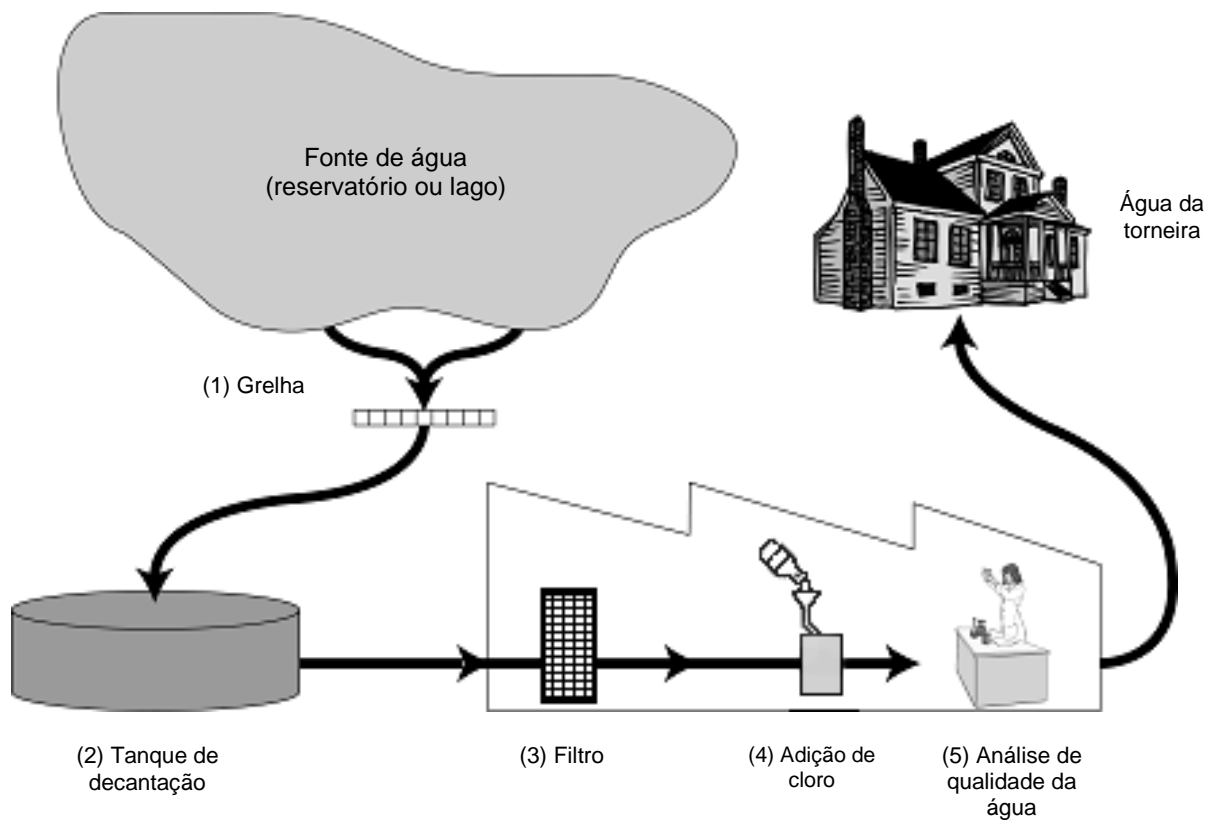 Fonte de água
(reservatório ou lago)
Água da
torneira
(1) Grelha
(2) Tanque de
decantação
(3) Filtro
(4) Adição de
cloro
(5) Análise de
qualidade da
água